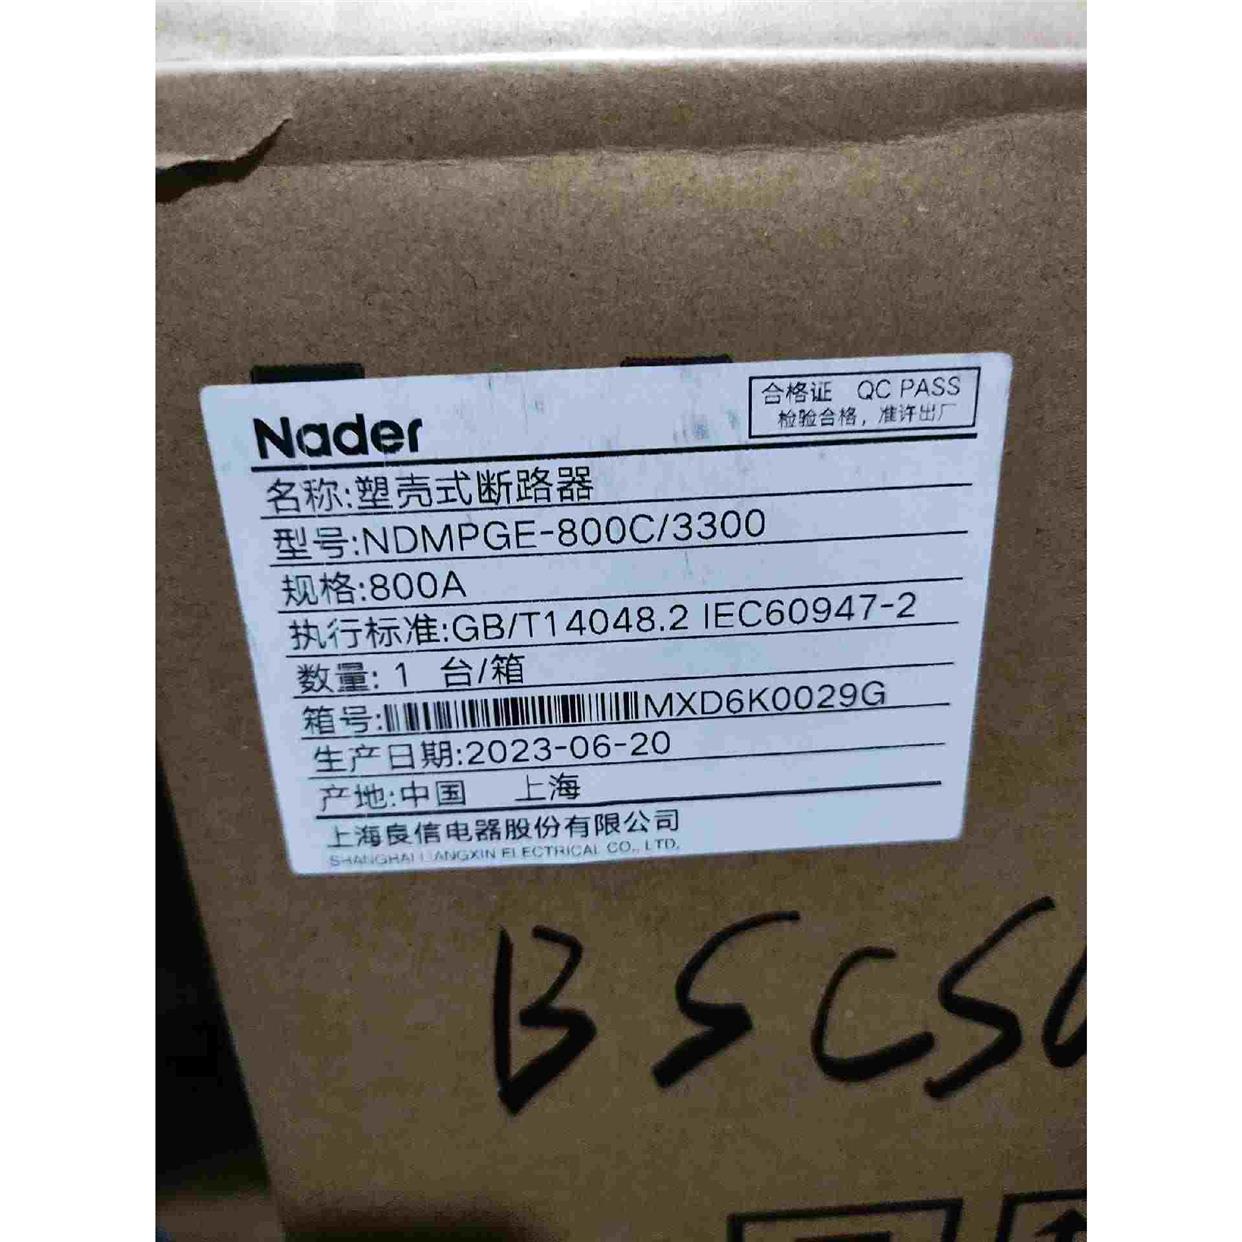 合格证 QC PASS
检验合格，准许出厂
Nader
名称:塑壳式断路器
型号:NDMPGE-800C/3300
规格:800A
执行标准:GB/T14048.2 IEC60947-2
数量: 1 台/箱
箱号:MXD6K0029G
生产日期:2023-06-20
产地:中国 上海
上海良信电器股份有限公司
SHANGHAI LIANGXIN ELECTRICAL CO., LTD.